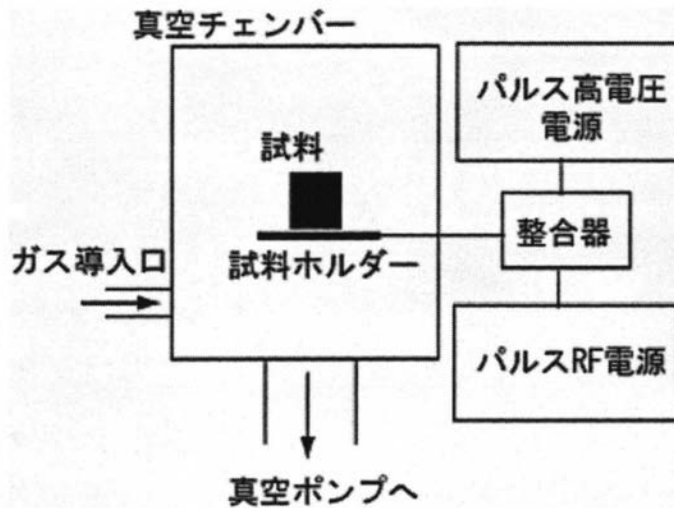 真空チェンバー
パルス高電圧
電源
試料
整合器
試料ホルダー
ガス導入口
パルスRF電源
真空ポンプへ